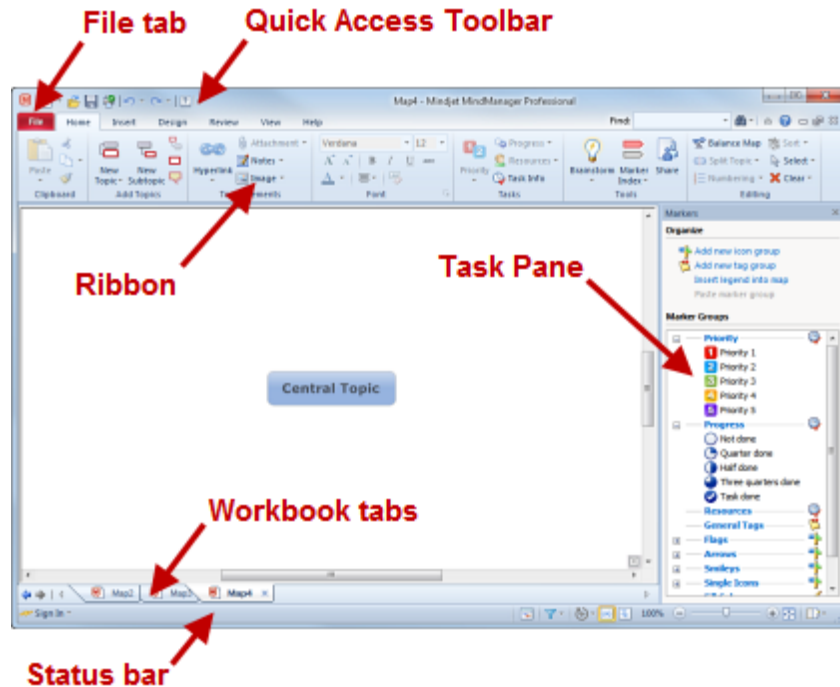 File tab
Quick Access Toolbar
Map4 - Mindjet MindManager Professional
File Home Insert Design Review View Help Find:
Paste
New Topic
New Subtopic
Hyperlink
Attachment
Notes
Image
Verdana 12
B I U
Priority
Progress
Resources
Task Info
Brainstorm
Marker Index
Share
Balance Map
Split Topic
Numbering
Sort
Select
Clear
Clipboard Add Topics Font Tasks Tools Editing
Ribbon
Task Pane
Central Topic
Markers
Organize
Add new icon group
Add new tag group
Insert legend into map
Paste marker group
Marker Groups
Priority
1 Priority 1
2 Priority 2
3 Priority 3
4 Priority 4
5 Priority 5
Progress
Not done
Quarter done
Half done
Three quarters done
Task done
Resources
General Tags
Flags
Arrows
Smileys
Single Icons
Workbook tabs
Map2 Map3 Map4
Sign In 100%
Status bar